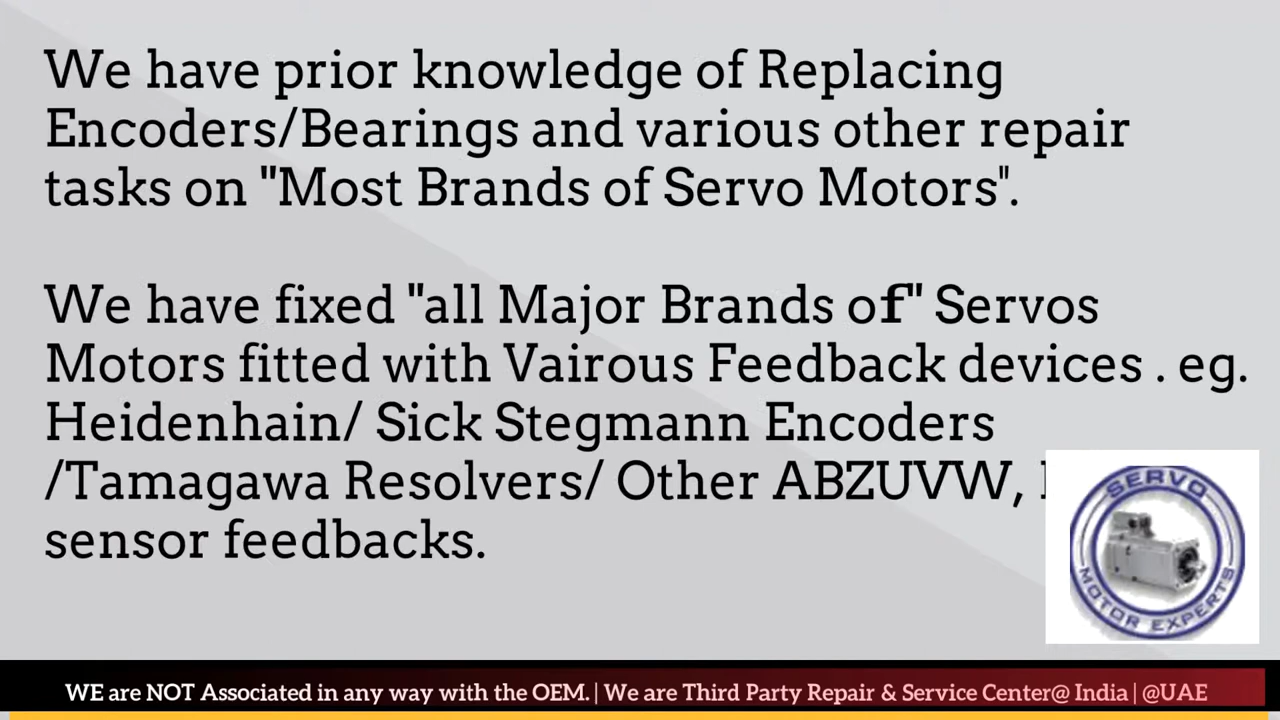 We have prior knowledge of Replacing
Encoders/Bearings and various other repair
tasks on "Most Brands of Servo Motors".
We have fixed "all Major Brands of" Servos
Motors fitted with Vairous Feedback devices . eg.
Heidenhain/ Sick Stegmann Encoders
/Tamagawa Resolvers/ Other ABZUVW,
sensor feedbacks.
SERVO
MOTOR EXPERTS
WE are NOT Associated in any way with the OEM. | We are Third Party Repair & Service Center@ India | @UAE